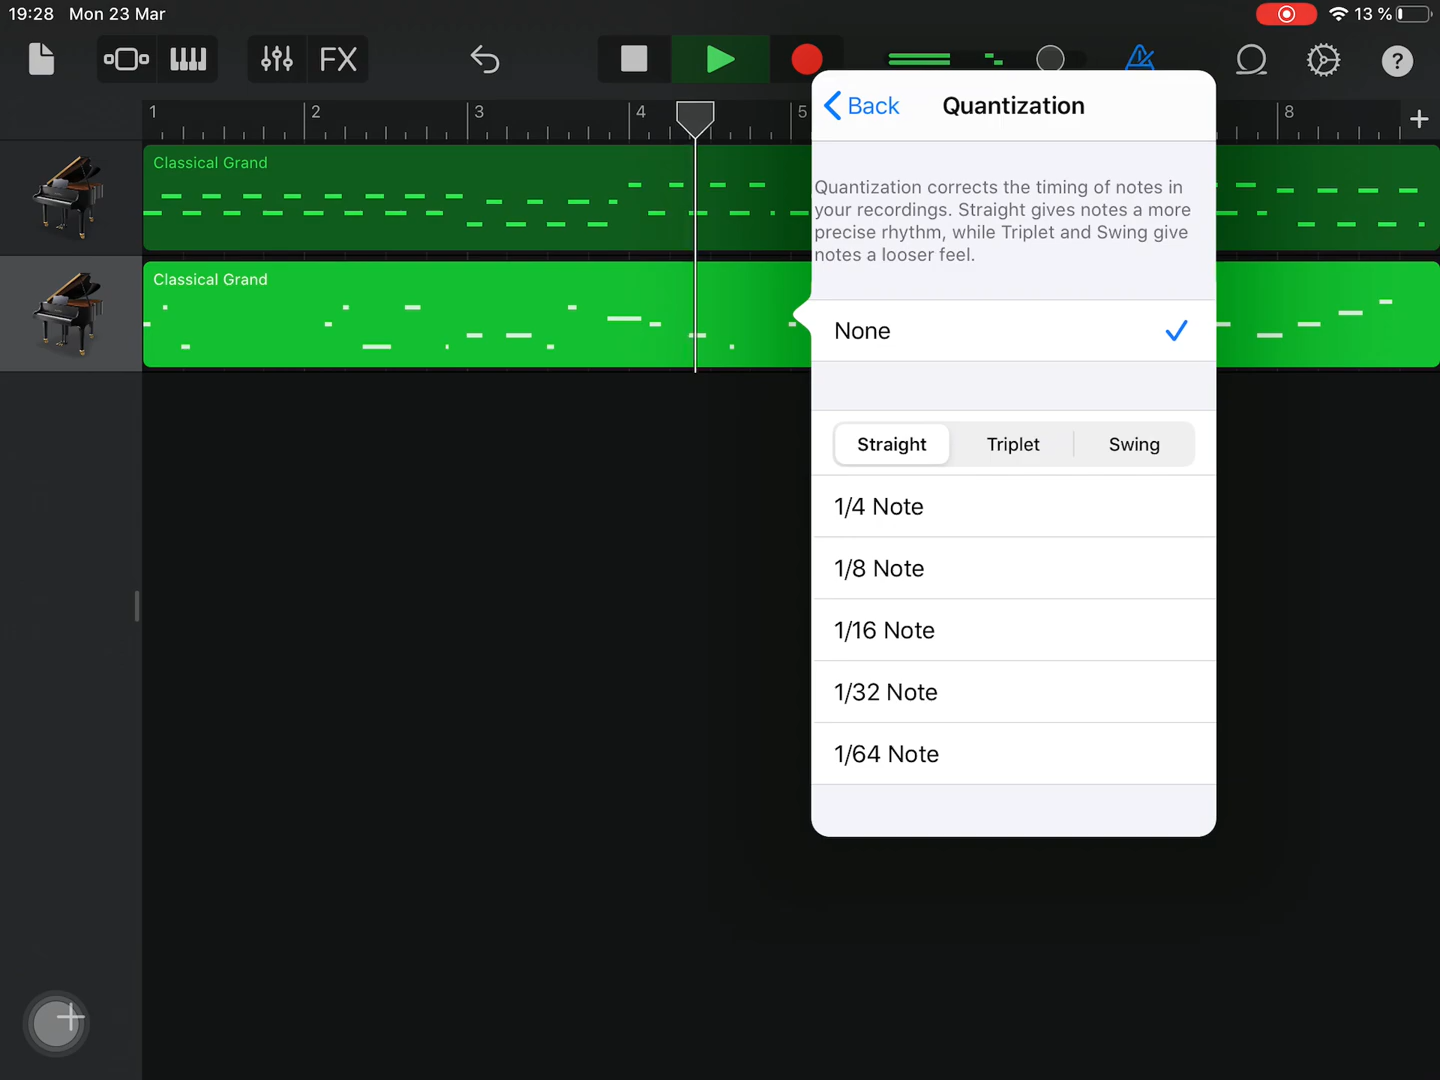 19:28 Mon 23 Mar
13 %
FX
?
1 2 3 4 5 8
Classical Grand
Classical Grand
Back Quantization
Quantization corrects the timing of notes in
your recordings. Straight gives notes a more
precise rhythm, while Triplet and Swing give
notes a looser feel.
None
Straight Triplet Swing
1/4 Note
1/8 Note
1/16 Note
1/32 Note
1/64 Note